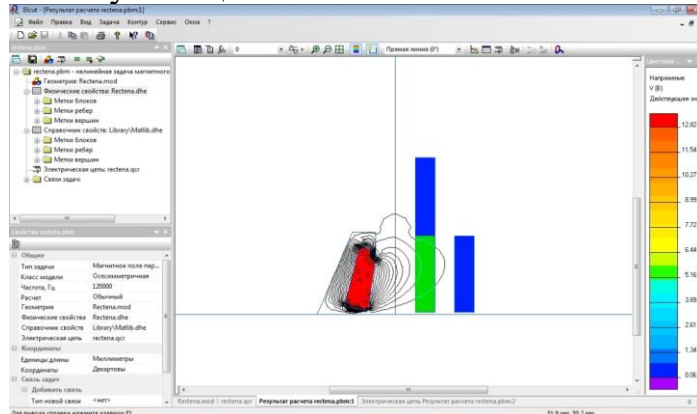 Elcut - [Результат расчета rectena.pbm:1]
Файл Правка Вид Задача Контур Сервис Окна ?
0
Прямая линия (0°)
rectena.pbm
rectena.pbm - нелинейная задача магнитного
Геометрия: Rectena.mod
Физические свойства: Rectena.dhe
Метки блоков
Метки ребер
Метки вершин
Справочник свойств: Library\Matlib.dhe
Метки блоков
Метки ребер
Метки вершин
Электрическая цепь: rectena.qcr
Связи задач
Свойства rectena.pbm
Общие
Тип задачи Магнитное поле пер...
Класс модели Осесимметричная
Частота, Гц 120000
Расчет Обычный
Геометрия Rectena.mod
Физические свойства Rectena.dhe
Справочник свойств Library\Matlib.dhe
Электрическая цепь rectena.qcr
Координаты
Единицы длины Миллиметры
Координаты Декартовы
Связь задач
Добавить связь
Тип новой связи <нет>
Цветовая ...
Напряжение
V (В)
Действующее зн
12.82
11.54
10.27
8.99
7.72
6.44
5.16
3.89
2.61
1.34
0.06
Rectena.mod rectena.qcr Результат расчета rectena.pbm:1 Электрическая цепь Результат расчета rectena.pbm:2
Для вывода справки нажмите клавишу F1